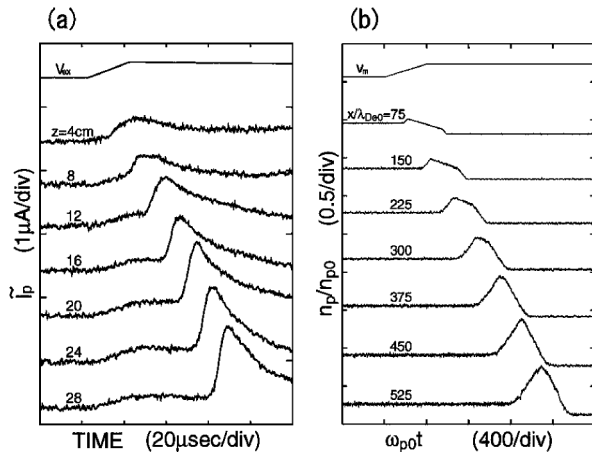 (a)
V_ex
z=4cm
8
12
16
20
24
28
Ĩ_p (1μA/div)
TIME (20μsec/div)
(b)
V_m
x/λ_De0=75
150
225
300
375
450
525
n_p/n_p0 (0.5/div)
ω_p0t (400/div)